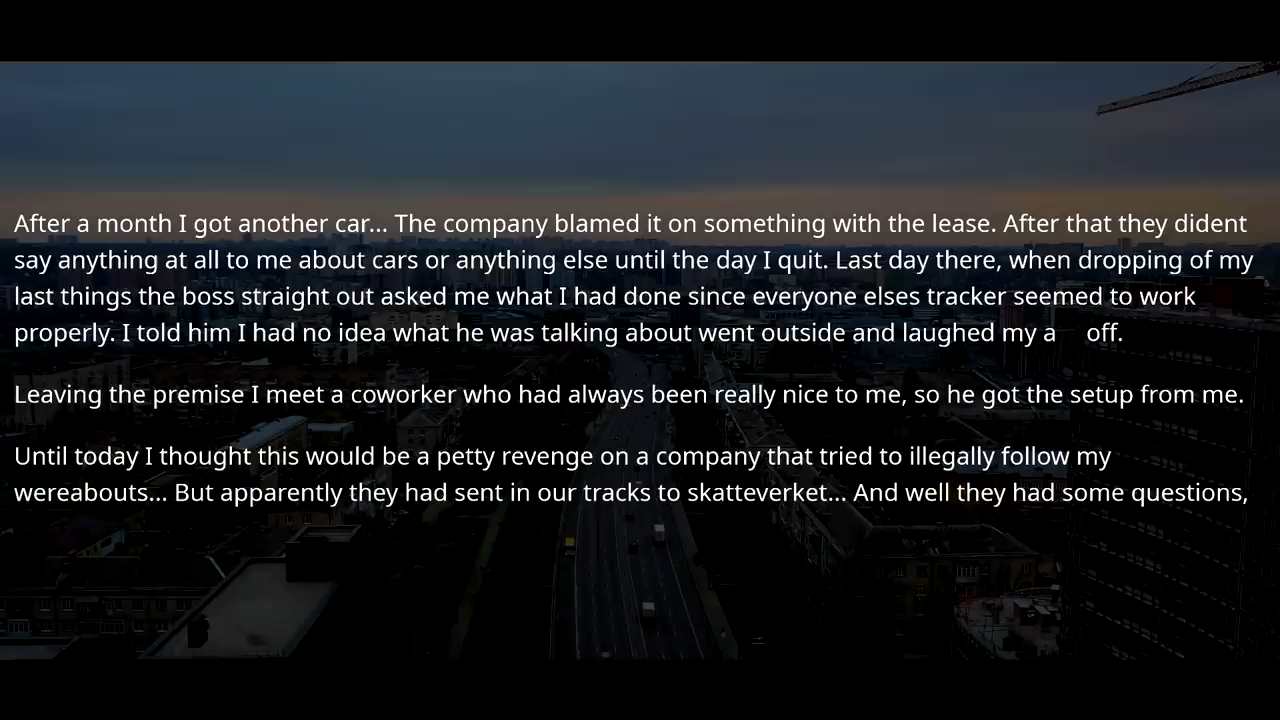 After a month I got another car... The company blamed it on something with the lease. After that they dident
say anything at all to me about cars or anything else until the day I quit. Last day there, when dropping of my
last things the boss straight out asked me what I had done since everyone elses tracker seemed to work
properly. I told him I had no idea what he was talking about went outside and laughed my a off.
Leaving the premise I meet a coworker who had always been really nice to me, so he got the setup from me.
Until today I thought this would be a petty revenge on a company that tried to illegally follow my
wereabouts... But apparently they had sent in our tracks to skatteverket... And well they had some questions,